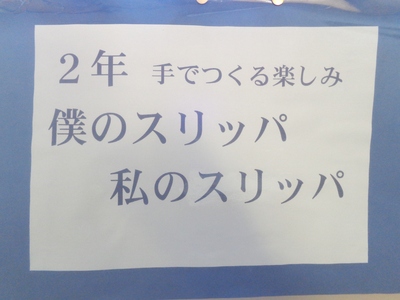 ２年 手でつくる楽しみ
僕のスリッパ
私のスリッパ